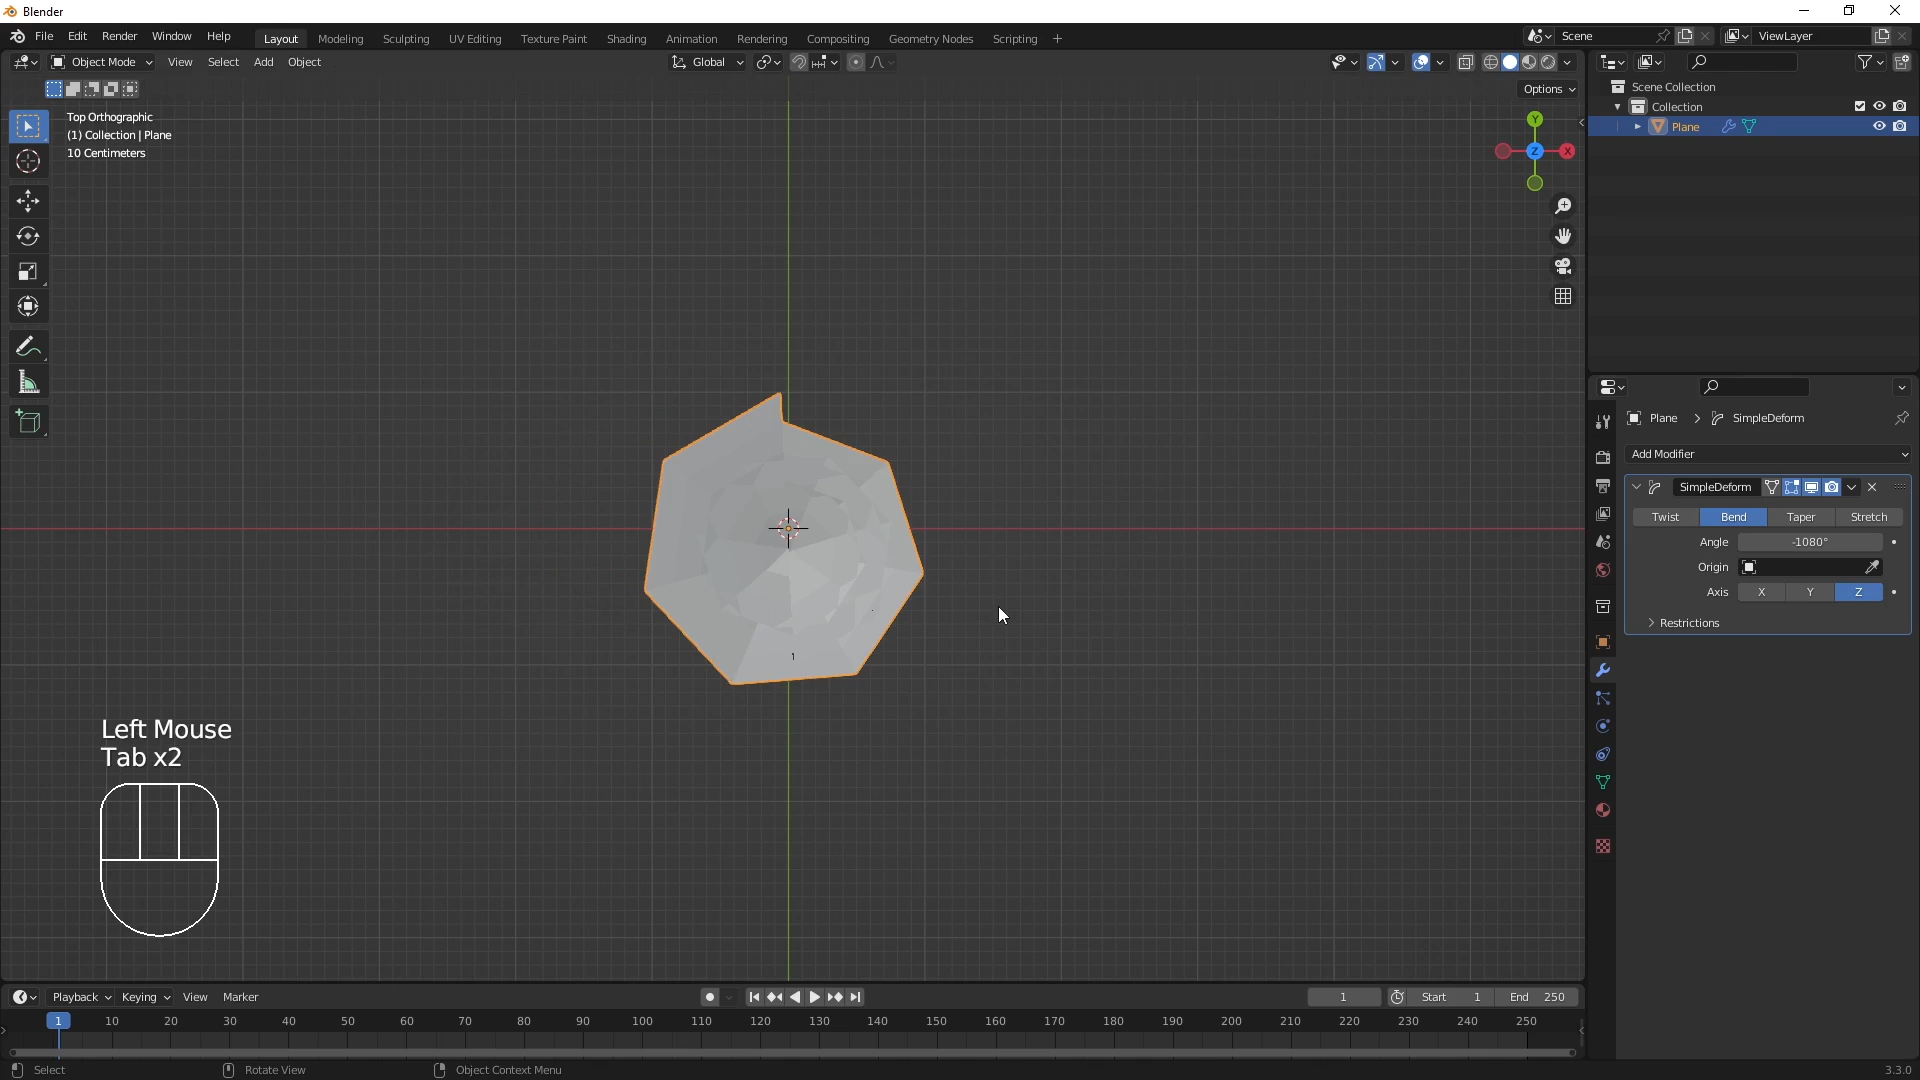 Blender
File Edit Render Window Help Layout Modeling Sculpting UV Editing Texture Paint Shading Animation Rendering Compositing Geometry Nodes Scripting + Scene ViewLayer
Object Mode View Select Add Object Global
Options
Top Orthographic
(1) Collection | Plane
10 Centimeters
Y
X
Z
Scene Collection
Collection
Plane
Plane > SimpleDeform
Add Modifier
SimpleDeform
Twist Bend Taper Stretch
Angle -1080°
Origin
Axis X Y Z
Restrictions
Left Mouse
Tab x2
Playback Keying View Marker 1 Start 1 End 250
1 10 20 30 40 50 60 70 80 90 100 110 120 130 140 150 160 170 180 190 200 210 220 230 240 250
Select Rotate View Object Context Menu 3.3.0